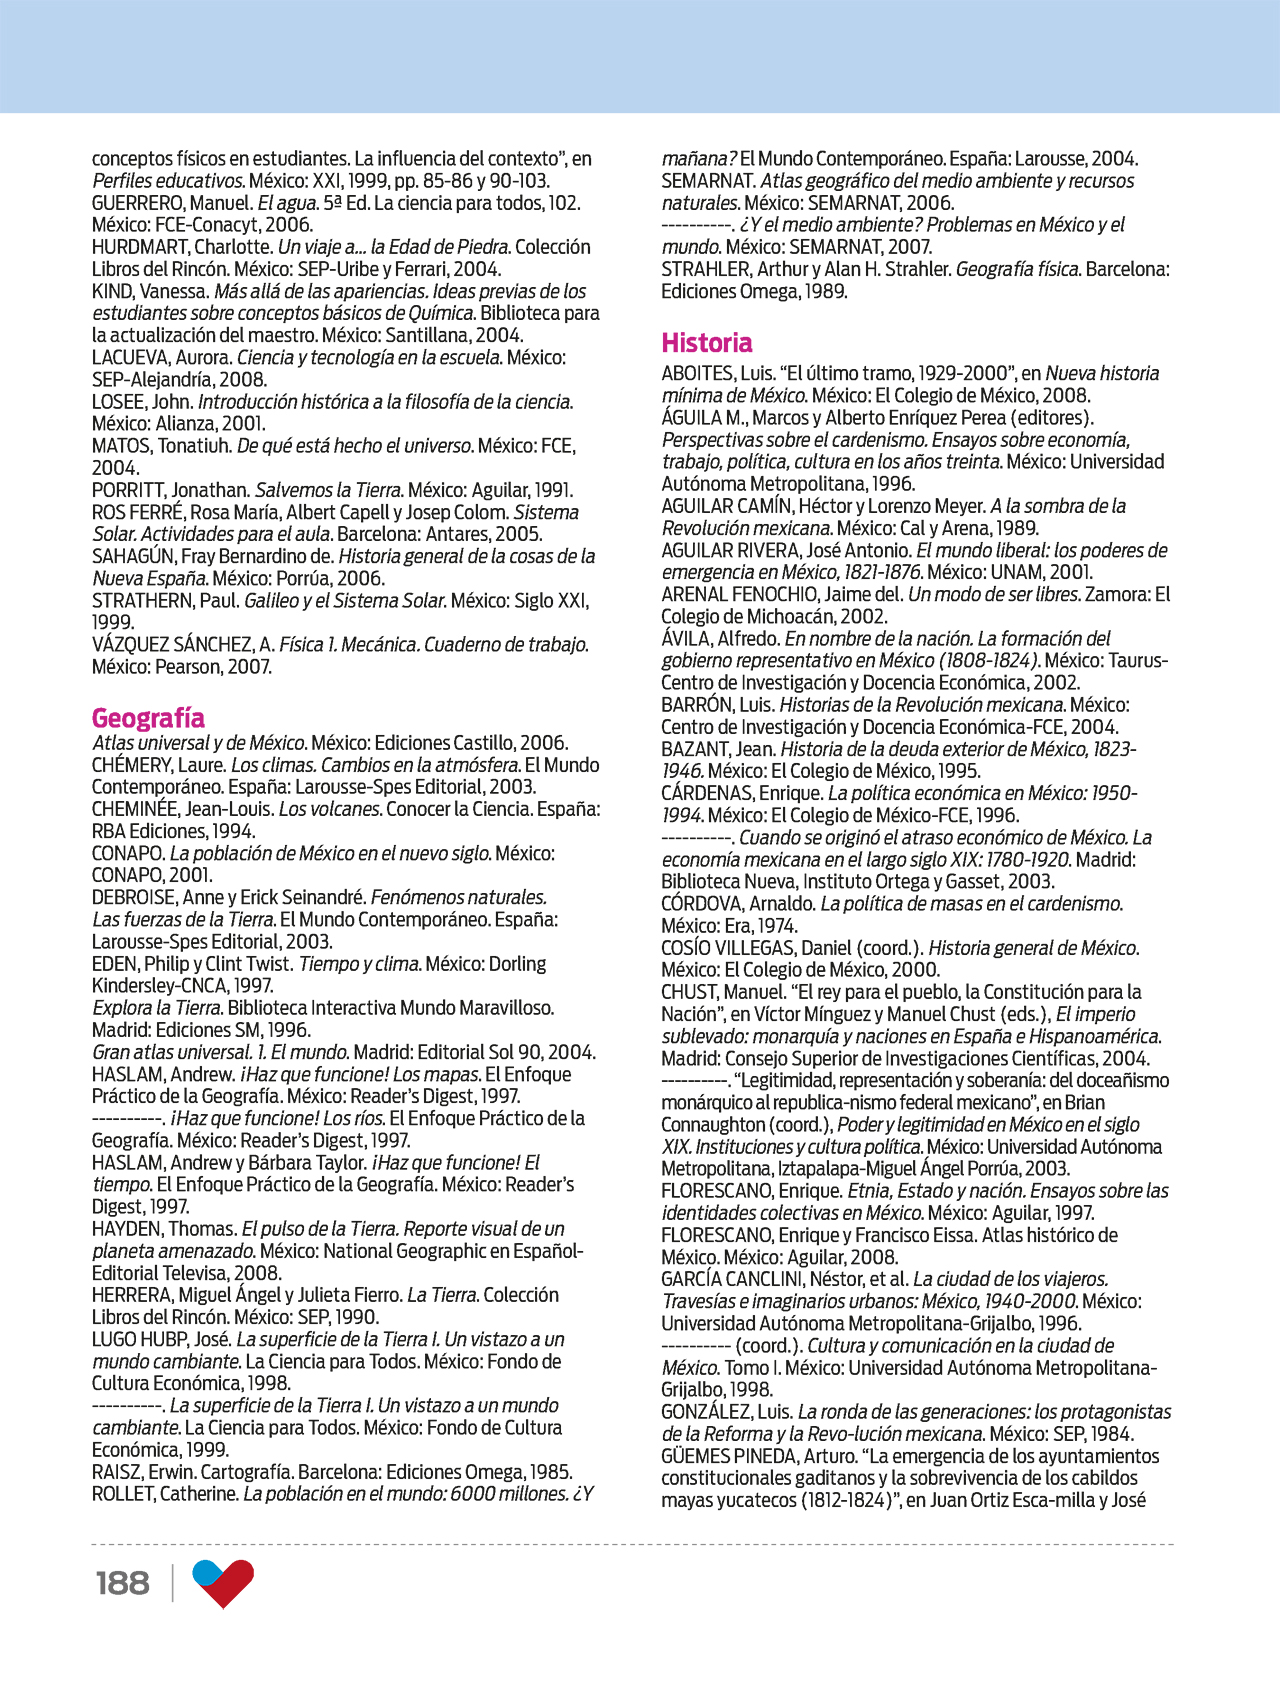 conceptos físicos en estudiantes. La influencia del contexto”, en
Perfiles educativos. México: XXI, 1999, pp. 85-86 y 90-103.
GUERRERO, Manuel. El agua. 5ª Ed. La ciencia para todos, 102.
México: FCE-Conacyt, 2006.
HURDMART, Charlotte. Un viaje a... la Edad de Piedra. Colección
Libros del Rincón. México: SEP-Uribe y Ferrari, 2004.
KIND, Vanessa. Más allá de las apariencias. Ideas previas de los
estudiantes sobre conceptos básicos de Química. Biblioteca para
la actualización del maestro. México: Santillana, 2004.
LACUEVA, Aurora. Ciencia y tecnología en la escuela. México:
SEP-Alejandría, 2008.
LOSEE, John. Introducción histórica a la filosofía de la ciencia.
México: Alianza, 2001.
MATOS, Tonatiuh. De qué está hecho el universo. México: FCE,
2004.
PORRITT, Jonathan. Salvemos la Tierra. México: Aguilar, 1991.
ROS FERRÉ, Rosa María, Albert Capell y Josep Colom. Sistema
Solar. Actividades para el aula. Barcelona: Antares, 2005.
SAHAGÚN, Fray Bernardino de. Historia general de la cosas de la
Nueva España. México: Porrúa, 2006.
STRATHERN, Paul. Galileo y el Sistema Solar. México: Siglo XXI,
1999.
VÁZQUEZ SÁNCHEZ, A. Física 1. Mecánica. Cuaderno de trabajo.
México: Pearson, 2007.
Geografía
Atlas universal y de México. México: Ediciones Castillo, 2006.
CHÉMERY, Laure. Los climas. Cambios en la atmósfera. El Mundo
Contemporáneo. España: Larousse-Spes Editorial, 2003.
CHEMINÉE, Jean-Louis. Los volcanes. Conocer la Ciencia. España:
RBA Ediciones, 1994.
CONAPO. La población de México en el nuevo siglo. México:
CONAPO, 2001.
DEBROISE, Anne y Erick Seinandré. Fenómenos naturales.
Las fuerzas de la Tierra. El Mundo Contemporáneo. España:
Larousse-Spes Editorial, 2003.
EDEN, Philip y Clint Twist. Tiempo y clima. México: Dorling
Kindersley-CNCA, 1997.
Explora la Tierra. Biblioteca Interactiva Mundo Maravilloso.
Madrid: Ediciones SM, 1996.
Gran atlas universal. 1. El mundo. Madrid: Editorial Sol 90, 2004.
HASLAM, Andrew. ¡Haz que funcione! Los mapas. El Enfoque
Práctico de la Geografía. México: Reader’s Digest, 1997.
----------. ¡Haz que funcione! Los ríos. El Enfoque Práctico de la
Geografía. México: Reader’s Digest, 1997.
HASLAM, Andrew y Bárbara Taylor. ¡Haz que funcione! El
tiempo. El Enfoque Práctico de la Geografía. México: Reader’s
Digest, 1997.
HAYDEN, Thomas. El pulso de la Tierra. Reporte visual de un
planeta amenazado. México: National Geographic en Español-
Editorial Televisa, 2008.
HERRERA, Miguel Ángel y Julieta Fierro. La Tierra. Colección
Libros del Rincón. México: SEP, 1990.
LUGO HUBP, José. La superficie de la Tierra I. Un vistazo a un
mundo cambiante. La Ciencia para Todos. México: Fondo de
Cultura Económica, 1998.
----------. La superficie de la Tierra I. Un vistazo a un mundo
cambiante. La Ciencia para Todos. México: Fondo de Cultura
Económica, 1999.
RAISZ, Erwin. Cartografía. Barcelona: Ediciones Omega, 1985.
ROLLET, Catherine. La población en el mundo: 6000 millones. ¿Y
mañana? El Mundo Contemporáneo. España: Larousse, 2004.
SEMARNAT. Atlas geográfico del medio ambiente y recursos
naturales. México: SEMARNAT, 2006.
----------. ¿Y el medio ambiente? Problemas en México y el
mundo. México: SEMARNAT, 2007.
STRAHLER, Arthur y Alan H. Strahler. Geografía física. Barcelona:
Ediciones Omega, 1989.
Historia
ABOITES, Luis. “El último tramo, 1929-2000”, en Nueva historia
mínima de México. México: El Colegio de México, 2008.
ÁGUILA M., Marcos y Alberto Enríquez Perea (editores).
Perspectivas sobre el cardenismo. Ensayos sobre economía,
trabajo, política, cultura en los años treinta. México: Universidad
Autónoma Metropolitana, 1996.
AGUILAR CAMÍN, Héctor y Lorenzo Meyer. A la sombra de la
Revolución mexicana. México: Cal y Arena, 1989.
AGUILAR RIVERA, José Antonio. El mundo liberal: los poderes de
emergencia en México, 1821-1876. México: UNAM, 2001.
ARENAL FENOCHIO, Jaime del. Un modo de ser libres. Zamora: El
Colegio de Michoacán, 2002.
ÁVILA, Alfredo. En nombre de la nación. La formación del
gobierno representativo en México (1808-1824). México: Taurus-
Centro de Investigación y Docencia Económica, 2002.
BARRÓN, Luis. Historias de la Revolución mexicana. México:
Centro de Investigación y Docencia Económica-FCE, 2004.
BAZANT, Jean. Historia de la deuda exterior de México, 1823-
1946. México: El Colegio de México, 1995.
CÁRDENAS, Enrique. La política económica en México: 1950-
1994. México: El Colegio de México-FCE, 1996.
----------. Cuando se originó el atraso económico de México. La
economía mexicana en el largo siglo XIX: 1780-1920. Madrid:
Biblioteca Nueva, Instituto Ortega y Gasset, 2003.
CÓRDOVA, Arnaldo. La política de masas en el cardenismo.
México: Era, 1974.
COSÍO VILLEGAS, Daniel (coord.). Historia general de México.
México: El Colegio de México, 2000.
CHUST, Manuel. “El rey para el pueblo, la Constitución para la
Nación”, en Víctor Mínguez y Manuel Chust (eds.), El imperio
sublevado: monarquía y naciones en España e Hispanoamérica.
Madrid: Consejo Superior de Investigaciones Científicas, 2004.
----------. “Legitimidad, representación y soberanía: del doceañismo
monárquico al republica-nismo federal mexicano”, en Brian
Connaughton (coord.), Poder y legitimidad en México en el siglo
XIX. Instituciones y cultura política. México: Universidad Autónoma
Metropolitana, Iztapalapa-Miguel Ángel Porrúa, 2003.
FLORESCANO, Enrique. Etnia, Estado y nación. Ensayos sobre las
identidades colectivas en México. México: Aguilar, 1997.
FLORESCANO, Enrique y Francisco Eissa. Atlas histórico de
México. México: Aguilar, 2008.
GARCÍA CANCLINI, Néstor, et al. La ciudad de los viajeros.
Travesías e imaginarios urbanos: México, 1940-2000. México:
Universidad Autónoma Metropolitana-Grijalbo, 1996.
---------- (coord.). Cultura y comunicación en la ciudad de
México. Tomo I. México: Universidad Autónoma Metropolitana-
Grijalbo, 1998.
GONZÁLEZ, Luis. La ronda de las generaciones: los protagonistas
de la Reforma y la Revo-lución mexicana. México: SEP, 1984.
GÜEMES PINEDA, Arturo. “La emergencia de los ayuntamientos
constitucionales gaditanos y la sobrevivencia de los cabildos
mayas yucatecos (1812-1824)”, en Juan Ortiz Esca-milla y José
188